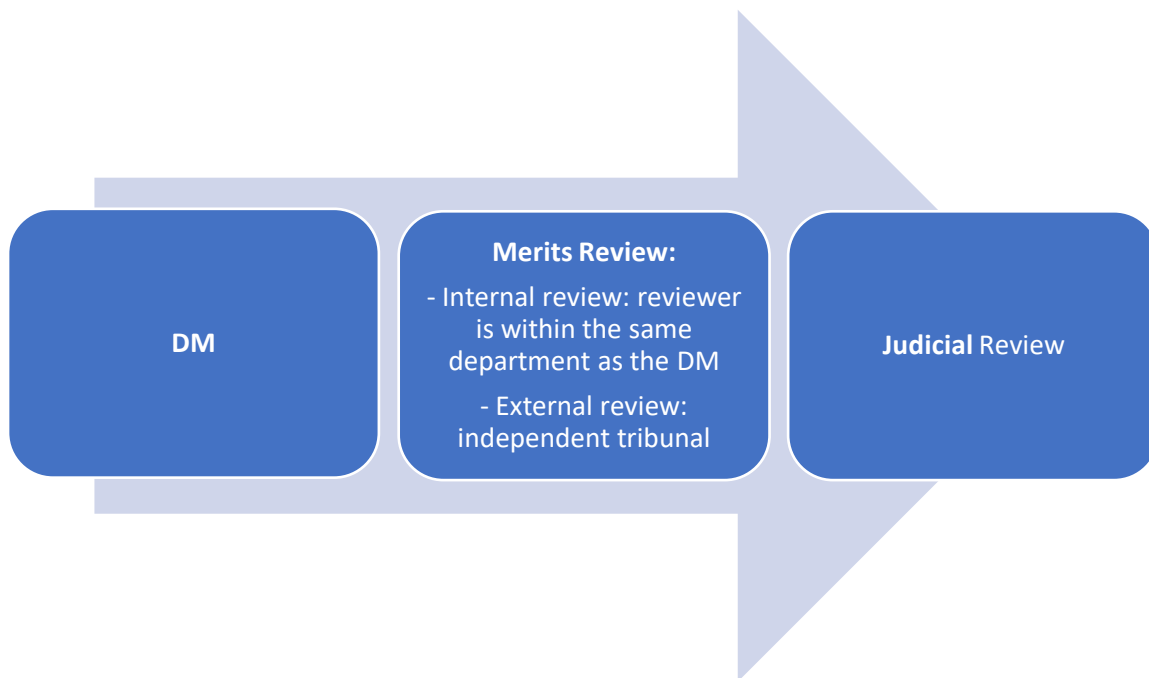 DM
Merits Review:
- Internal review: reviewer
is within the same
department as the DM
- External review:
independent tribunal
Judicial Review